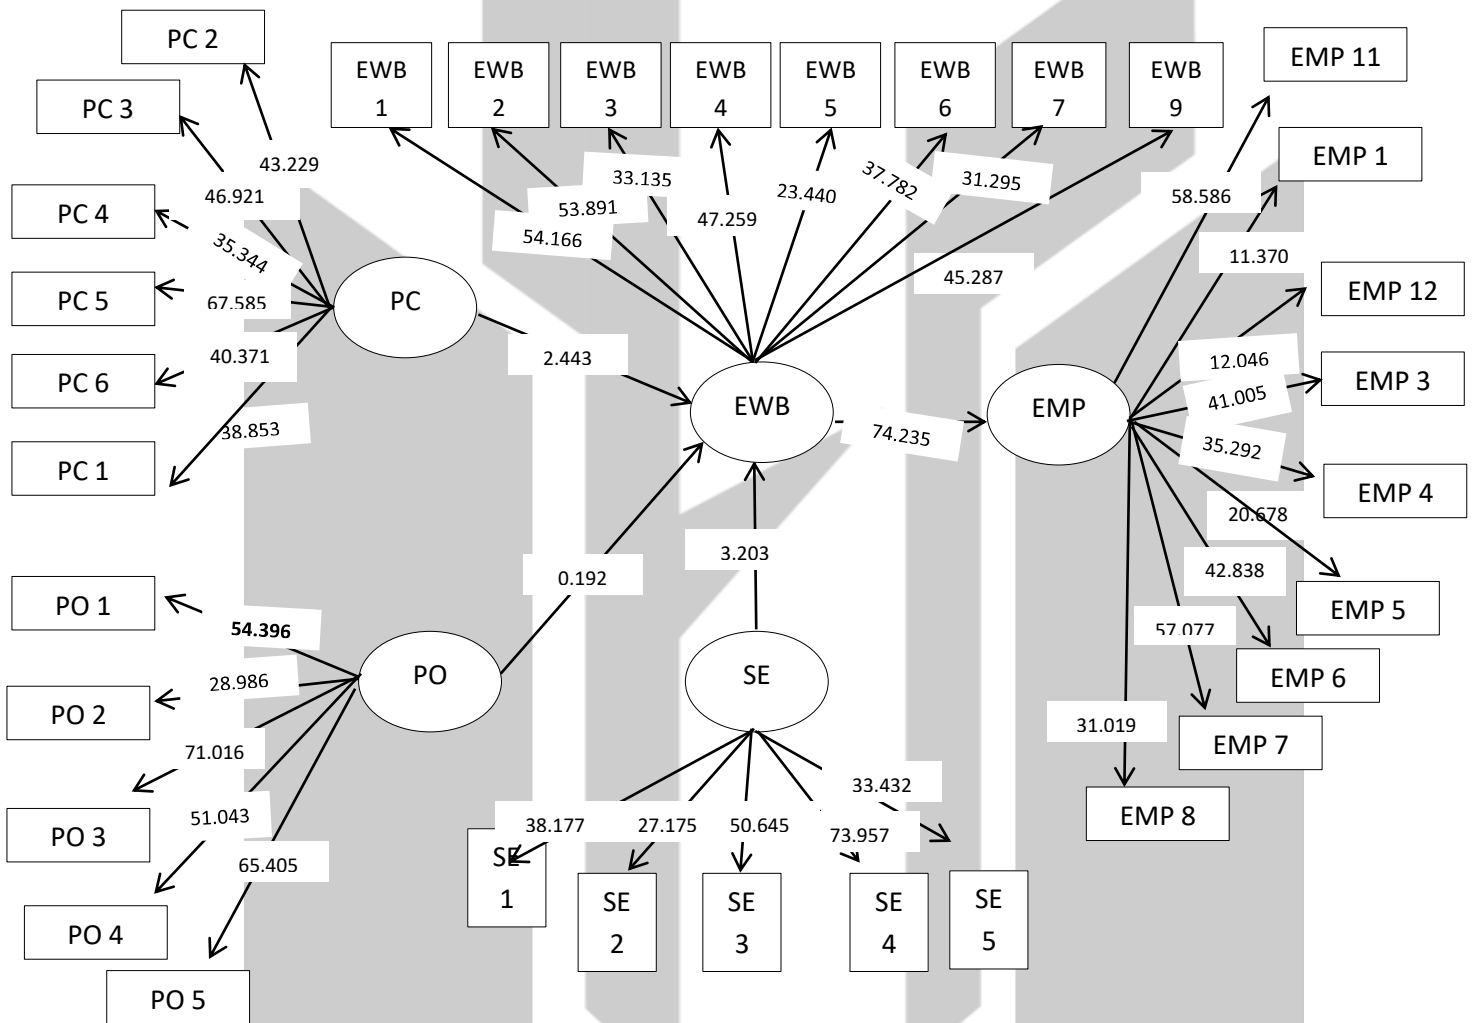 PC 2
EWB
1
EWB
2
EWB
3
EWB
4
EWB
5
EWB
6
EWB
7
EWB
9
EMP 11
PC 3
EMP 1
43.229
33.135
37.782
31.295
58.586
PC 4
46.921
53.891
47.259
23.440
54.166
35.344
11.370
PC 5
67.585
PC
45.287
EMP 12
PC 6
40.371
2.443
12.046
EMP 3
41.005
EWB
EMP
38.853
74.235
35.292
PC 1
EMP 4
20.678
3.203
0.192
42.838
PO 1
EMP 5
54.396
57.077
PO
SE
28.986
EMP 6
PO 2
31.019
EMP 7
71.016
33.432
PO 3
51.043
38.177
27.175
50.645
73.957
EMP 8
65.405
SE
1
SE
2
SE
3
SE
4
SE
5
PO 4
PO 5